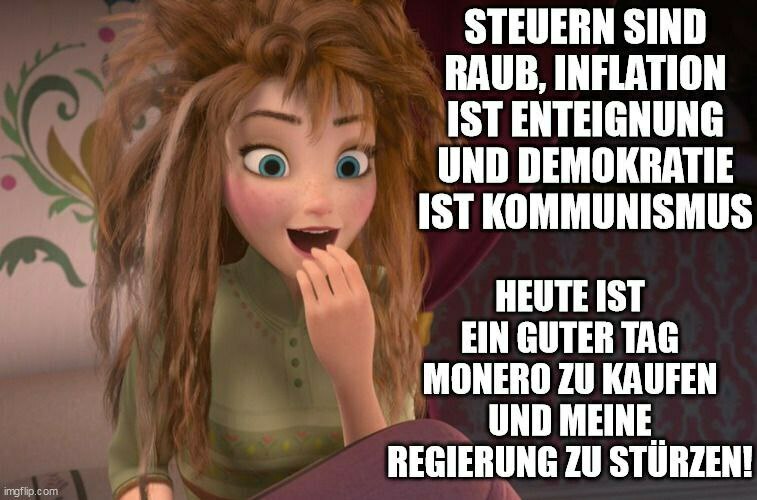 STEUERN SIND
RAUB, INFLATION
IST ENTEIGNUNG
UND DEMOKRATIE
IST KOMMUNISMUS
HEUTE IST
EIN GUTER TAG
MONERO ZU KAUFEN
UND MEINE
REGIERUNG ZU STÜRZEN!
imgflip.com